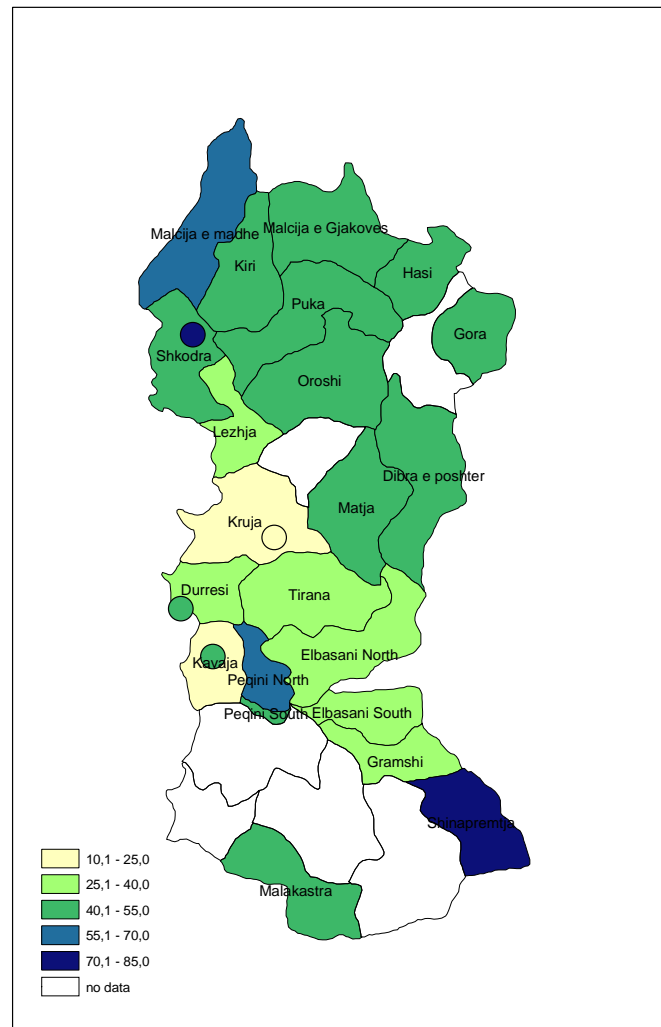 Malcija e madhe
Malcija e Gjakoves
Kiri
Hasi
Puka
Gora
Shkodra
Oroshi
Lezhja
Dibra e poshter
Matja
Kruja
Durresi
Tirana
Elbasani North
Kavaja
Peqini North
Peqini South
Elbasani South
Gramshi
Shinapremtja
Malakastra
10,1 - 25,0
25,1 - 40,0
40,1 - 55,0
55,1 - 70,0
70,1 - 85,0
no data